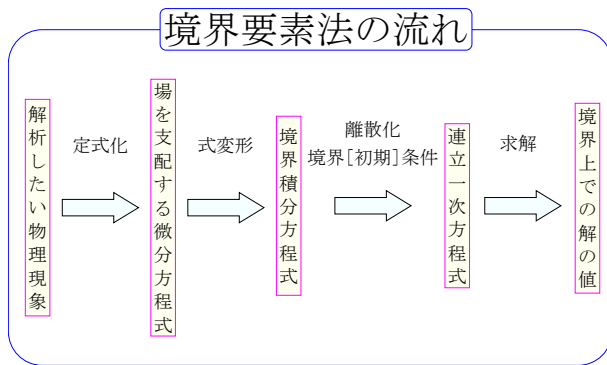 境界要素法の流れ
解析したい物理現象
定式化
場を支配する微分方程式
式変形
境界積分方程式
離散化
境界[初期]条件
連立一次方程式
求解
境界上での解の値